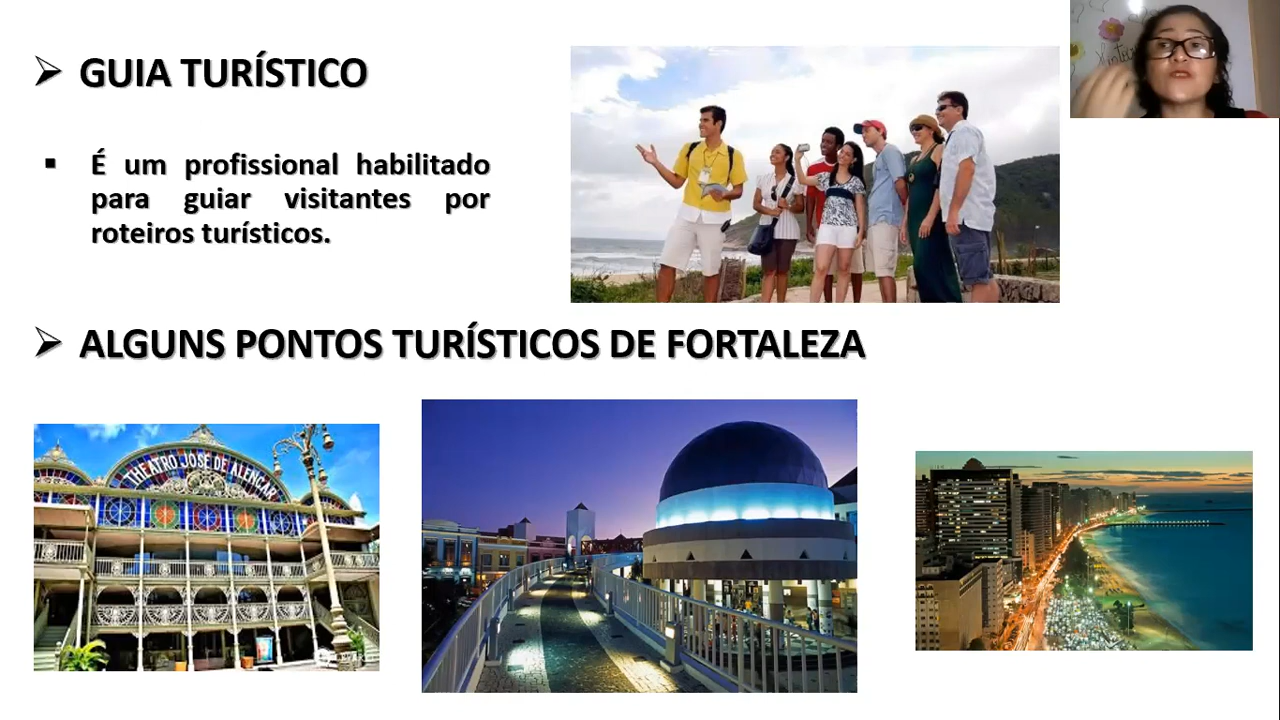 GUIA TURÍSTICO
É um profissional habilitado
para guiar visitantes por
roteiros turísticos.
ALGUNS PONTOS TURÍSTICOS DE FORTALEZA
THEATRO JOSÉ DE ALENCAR